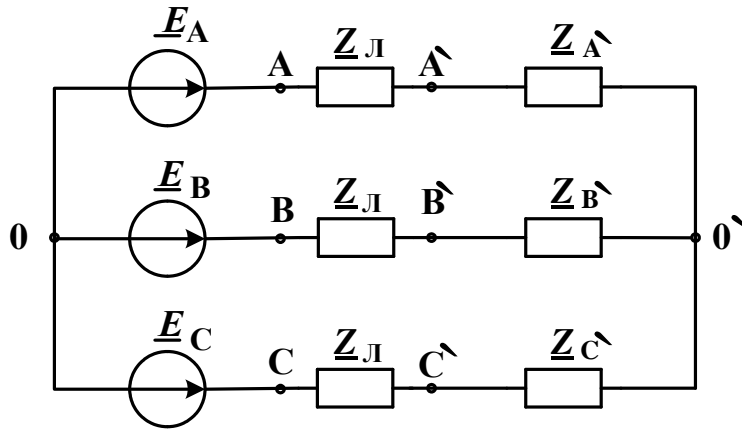 E A
A Z Л A` Z A`
E B
0 B Z Л B` Z B` 0`
E C
C Z Л C` Z C`